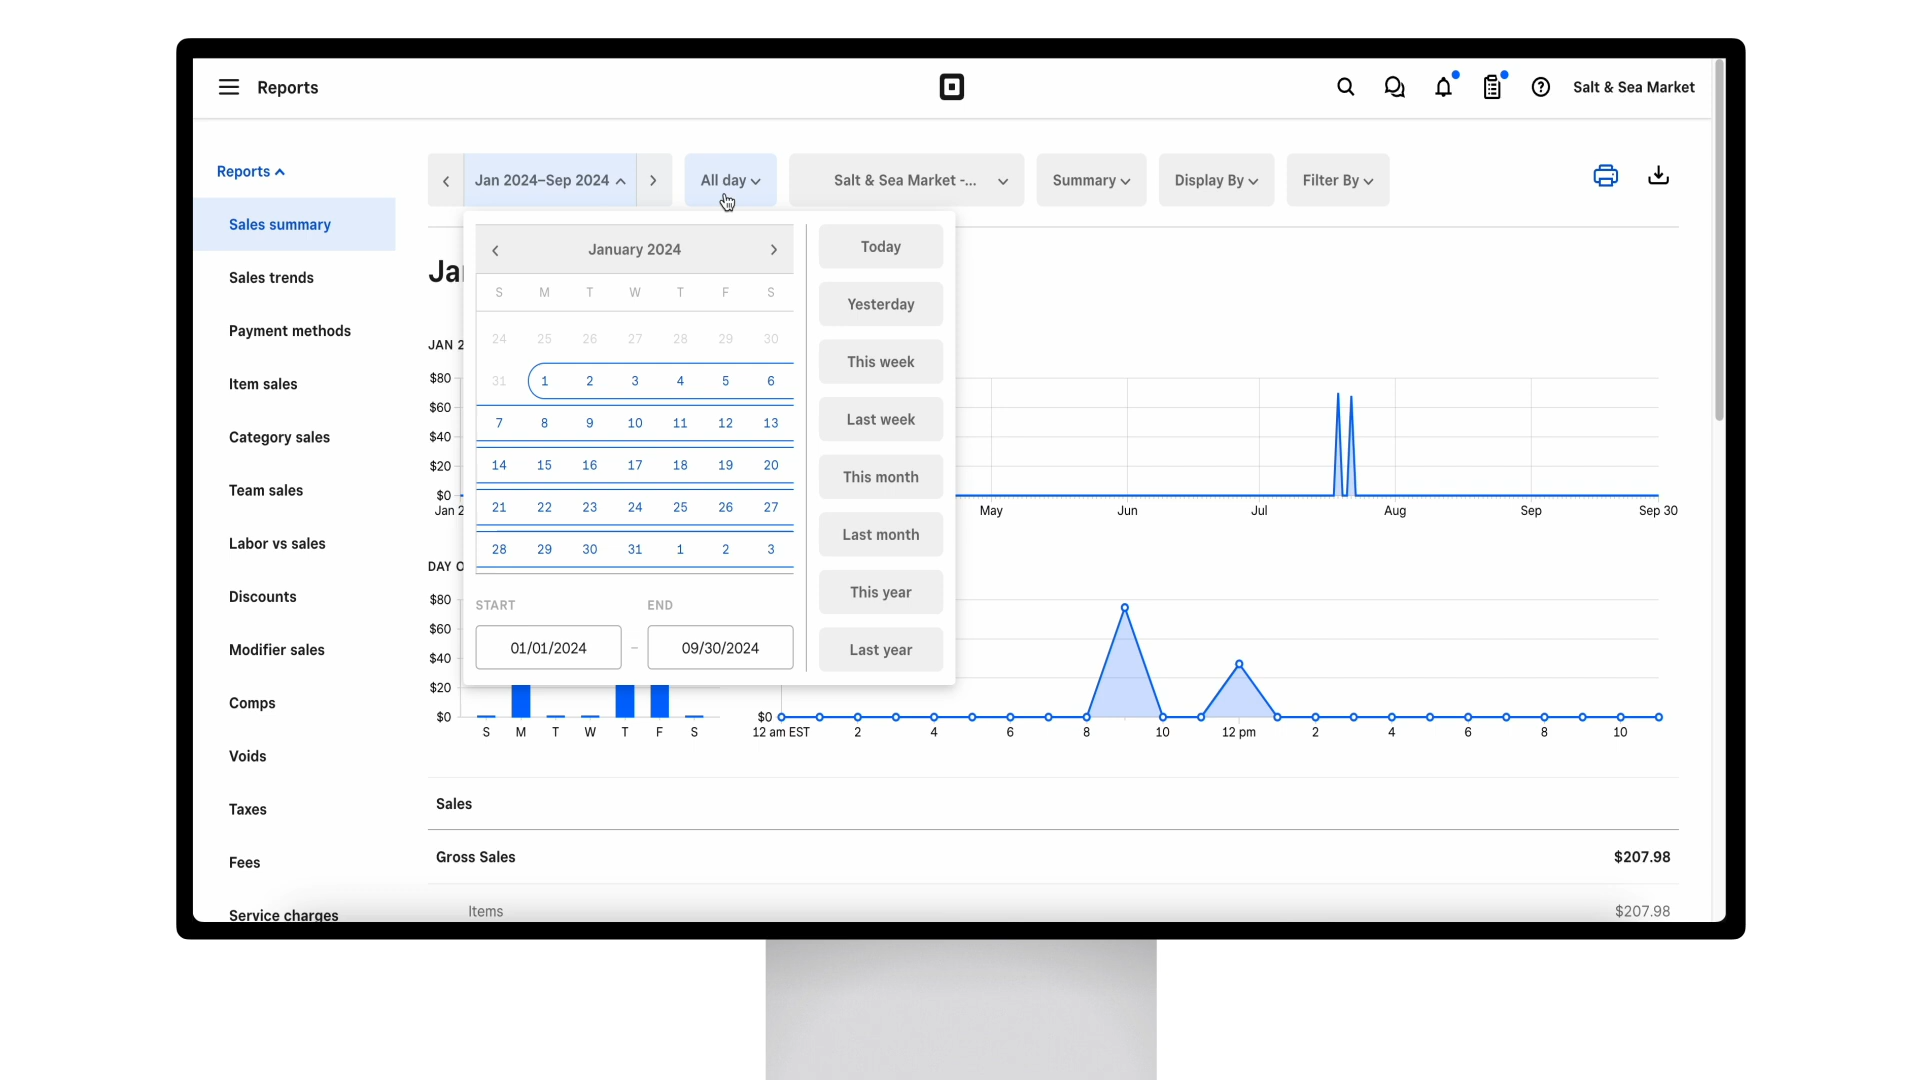 Reports
Salt & Sea Market
Reports
Sales summary
Sales trends
Payment methods
Item sales
Category sales
Team sales
Labor vs sales
Discounts
Modifier sales
Comps
Voids
Taxes
Fees
Service charges
Jan 2024–Sep 2024
All day
Salt & Sea Market -...
Summary
Display By
Filter By
Ja
January 2024
S M T W T F S
24 25 26 27 28 29 30
31 1 2 3 4 5 6
7 8 9 10 11 12 13
14 15 16 17 18 19 20
21 22 23 24 25 26 27
28 29 30 31 1 2 3
START END
01/01/2024 – 09/30/2024
Today
Yesterday
This week
Last week
This month
Last month
This year
Last year
JAN 2
$80
$60
$40
$20
$0
Jan 2 May Jun Jul Aug Sep Sep 30
DAY O
$80
$60
$40
$20
$0
S M T W T F S
$0
12 am EST 2 4 6 8 10 12 pm 2 4 6 8 10
Sales
Gross Sales $207.98
Items $207.98